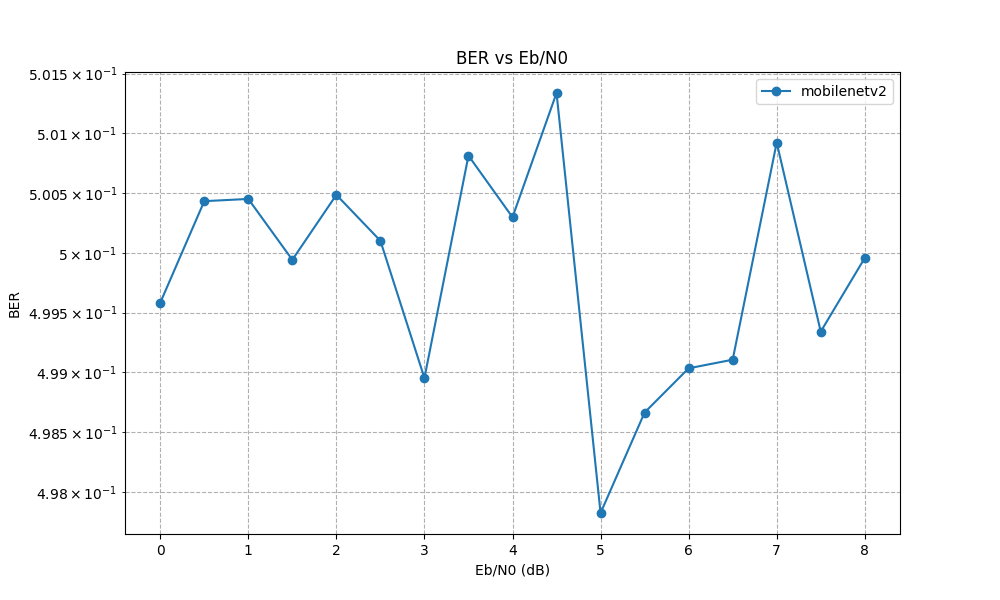 BER vs Eb/N0
mobilenetv2
BER
5.015 × 10⁻¹
5.01 × 10⁻¹
5.005 × 10⁻¹
5 × 10⁻¹
4.995 × 10⁻¹
4.99 × 10⁻¹
4.985 × 10⁻¹
4.98 × 10⁻¹
0 1 2 3 4 5 6 7 8
Eb/N0 (dB)